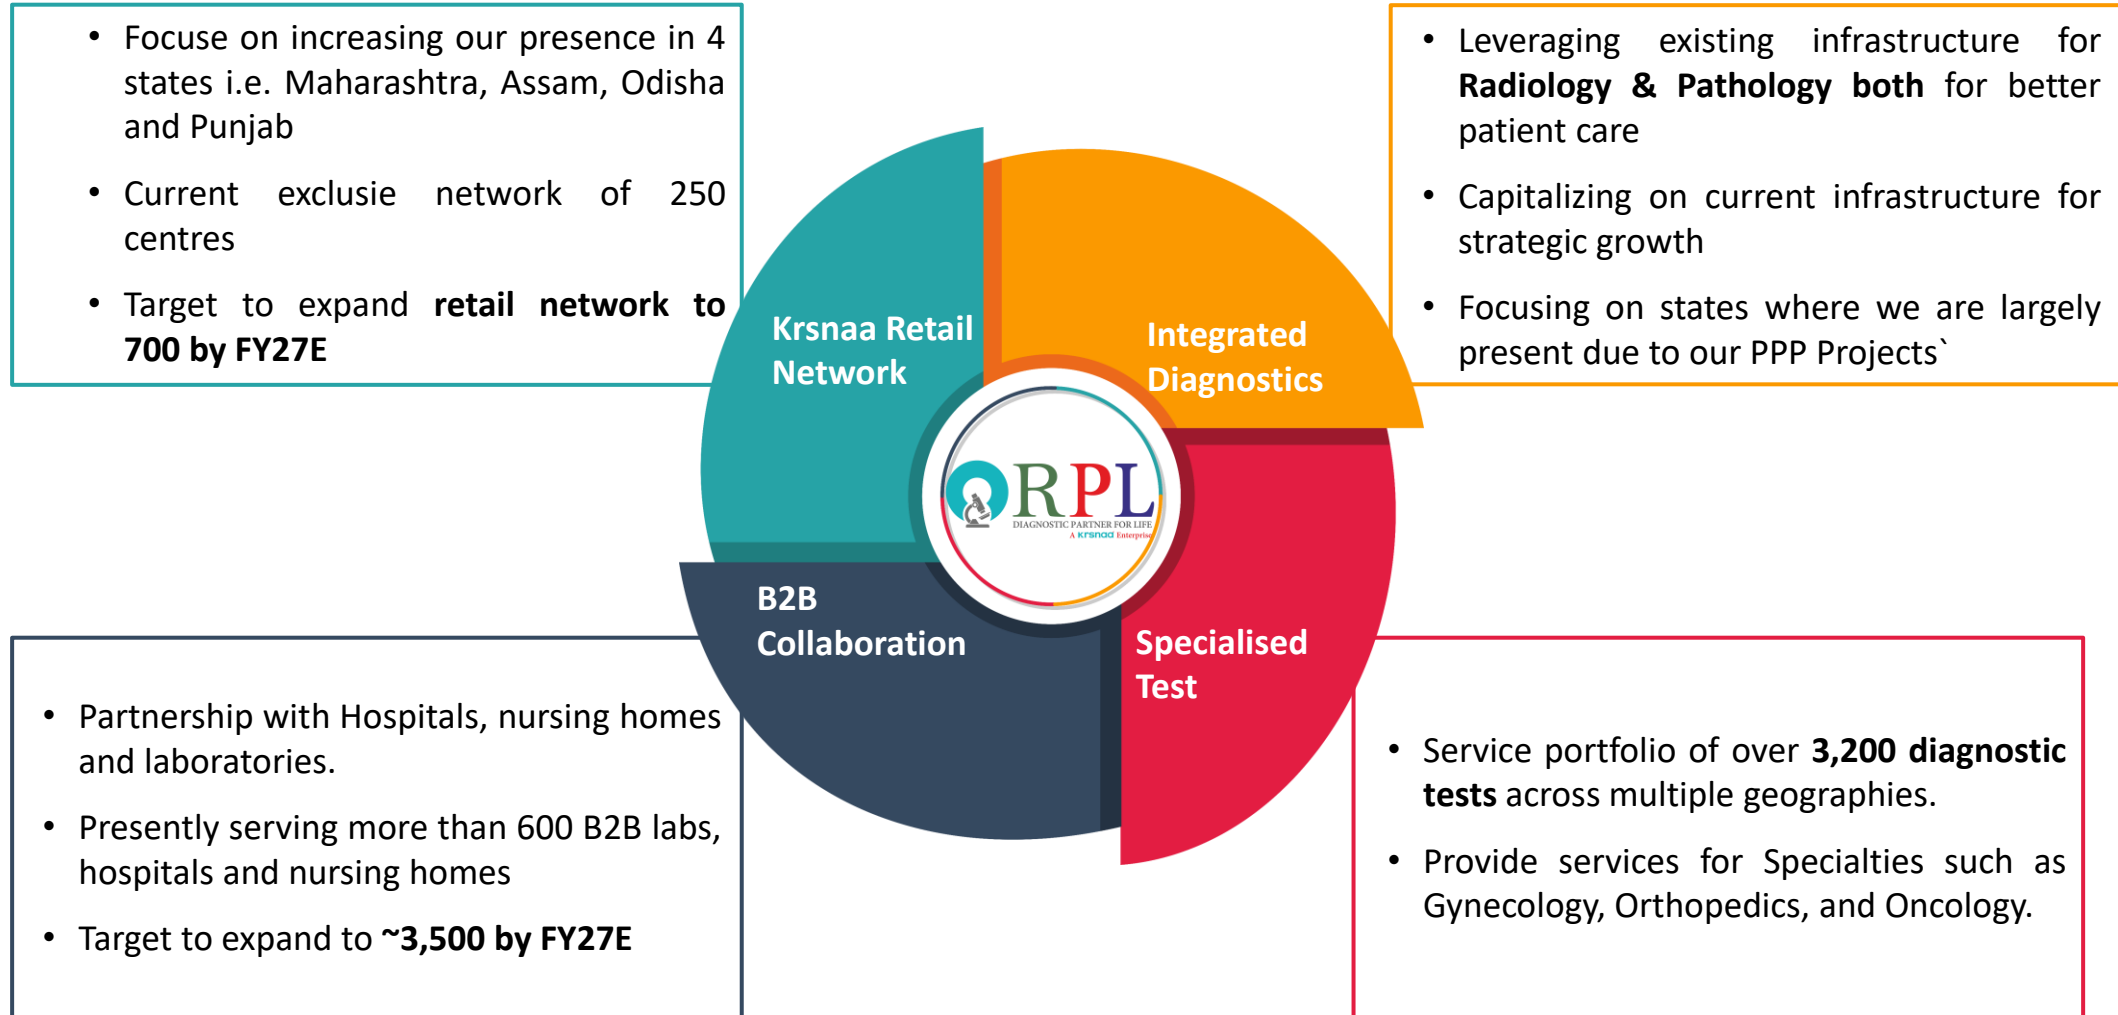 • Focuse on increasing our presence in 4
states i.e. Maharashtra, Assam, Odisha
and Punjab
• Current exclusie network of 250
centres
• Target to expand retail network to
700 by FY27E
• Leveraging existing infrastructure for
Radiology & Pathology both for better
patient care
• Capitalizing on current infrastructure for
strategic growth
• Focusing on states where we are largely
present due to our PPP Projects`
Krsnaa Retail
Network
Integrated
Diagnostics
RPL
DIAGNOSTIC PARTNER FOR LIFE
A Krsnaa Enterprise
B2B
Collaboration
Specialised
Test
• Partnership with Hospitals, nursing homes
and laboratories.
• Presently serving more than 600 B2B labs,
hospitals and nursing homes
• Target to expand to ~3,500 by FY27E
• Service portfolio of over 3,200 diagnostic
tests across multiple geographies.
• Provide services for Specialties such as
Gynecology, Orthopedics, and Oncology.